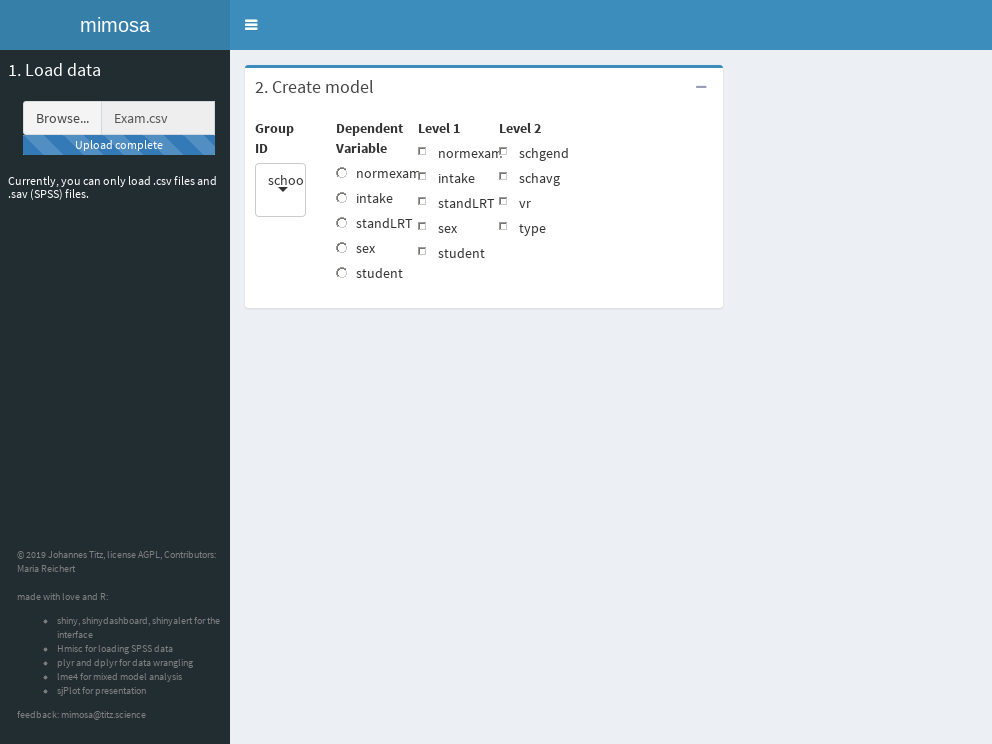 mimosa
1. Load data
Browse...
Exam.csv
Upload complete
Currently, you can only load .csv files and
.sav (SPSS) files.
2. Create model
Group
ID
schoo
Dependent
Variable
normexam
intake
standLRT
sex
student
Level 1
normexam
intake
standLRT
sex
student
Level 2
schgend
schavg
vr
type
© 2019 Johannes Titz, license AGPL, Contributors:
Maria Reichert
made with love and R:
shiny, shinydashboard, shinyalert for the
interface
Hmisc for loading SPSS data
plyr and dplyr for data wrangling
lme4 for mixed model analysis
sjPlot for presentation
feedback: mimosa@titz.science